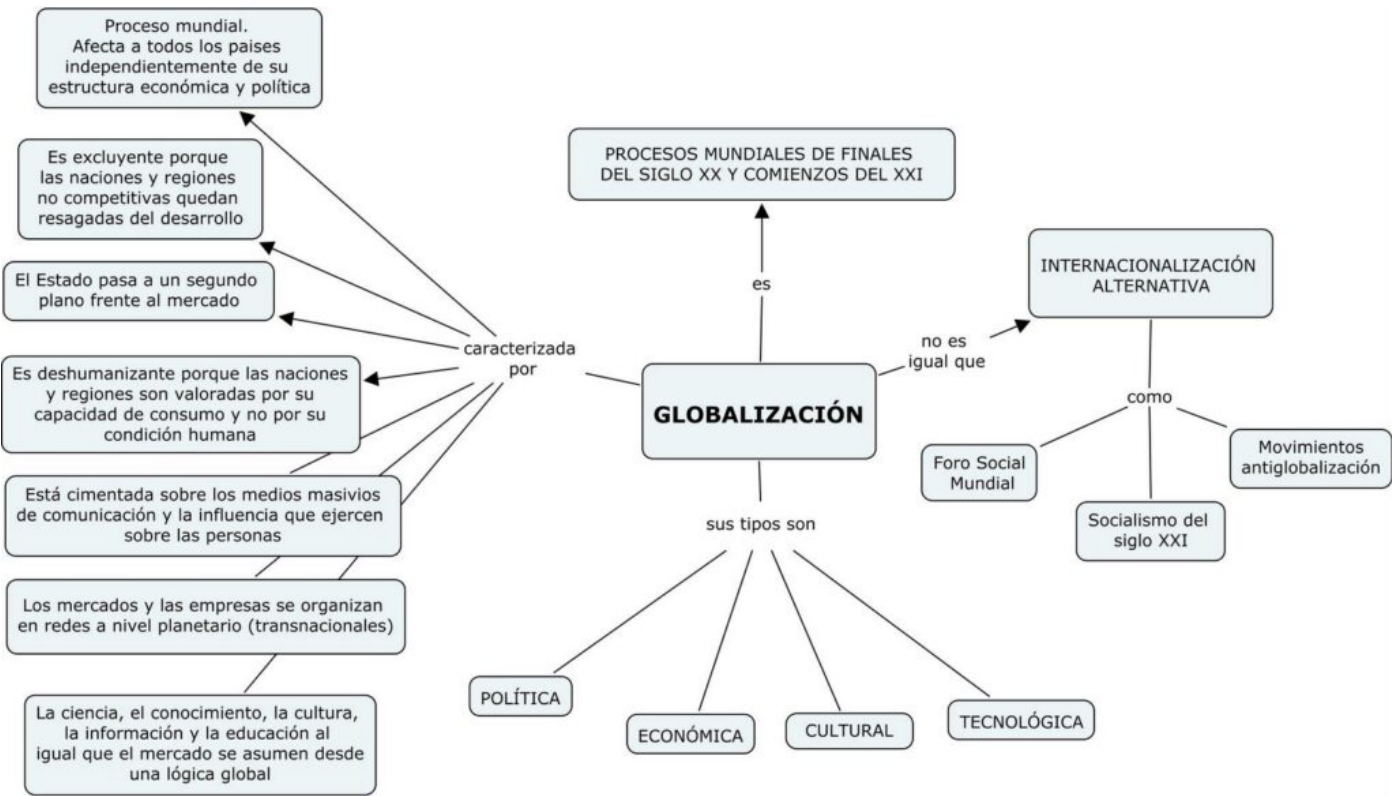 Proceso mundial.
Afecta a todos los paises
independientemente de su
estructura económica y política
Es excluyente porque
las naciones y regiones
no competitivas quedan
resagadas del desarrollo
El Estado pasa a un segundo
plano frente al mercado
Es deshumanizante porque las naciones
y regiones son valoradas por su
capacidad de consumo y no por su
condición humana
Está cimentada sobre los medios masivios
de comunicación y la influencia que ejercen
sobre las personas
Los mercados y las empresas se organizan
en redes a nivel planetario (transnacionales)
La ciencia, el conocimiento, la cultura,
la información y la educación al
igual que el mercado se asumen desde
una lógica global
caracterizada
por
PROCESOS MUNDIALES DE FINALES
DEL SIGLO XX Y COMIENZOS DEL XXI
es
GLOBALIZACIÓN
sus tipos son
POLÍTICA
ECONÓMICA
CULTURAL
TECNOLÓGICA
no es
igual que
INTERNACIONALIZACIÓN
ALTERNATIVA
como
Foro Social
Mundial
Socialismo del
siglo XXI
Movimientos
antiglobalización